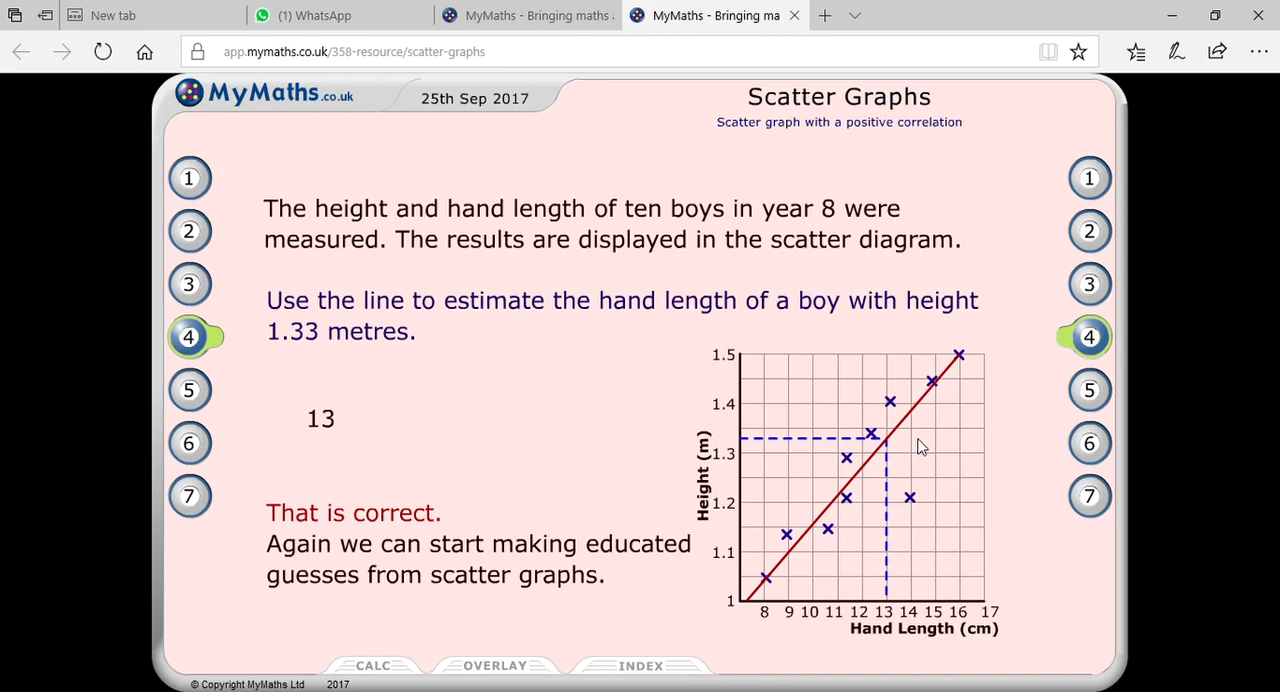 New tab
(1) WhatsApp
MyMaths - Bringing maths
MyMaths - Bringing ma
app.mymaths.co.uk/358-resource/scatter-graphs
MyMaths.co.uk
25th Sep 2017
Scatter Graphs
Scatter graph with a positive correlation
1
2
3
4
5
6
7
1
2
3
4
5
6
7
The height and hand length of ten boys in year 8 were
measured. The results are displayed in the scatter diagram.
Use the line to estimate the hand length of a boy with height
1.33 metres.
13
That is correct.
Again we can start making educated
guesses from scatter graphs.
Height (m)
1.5
1.4
1.3
1.2
1.1
1
8 9 10 11 12 13 14 15 16 17
Hand Length (cm)
CALC
OVERLAY
INDEX
© Copyright MyMaths Ltd 2017